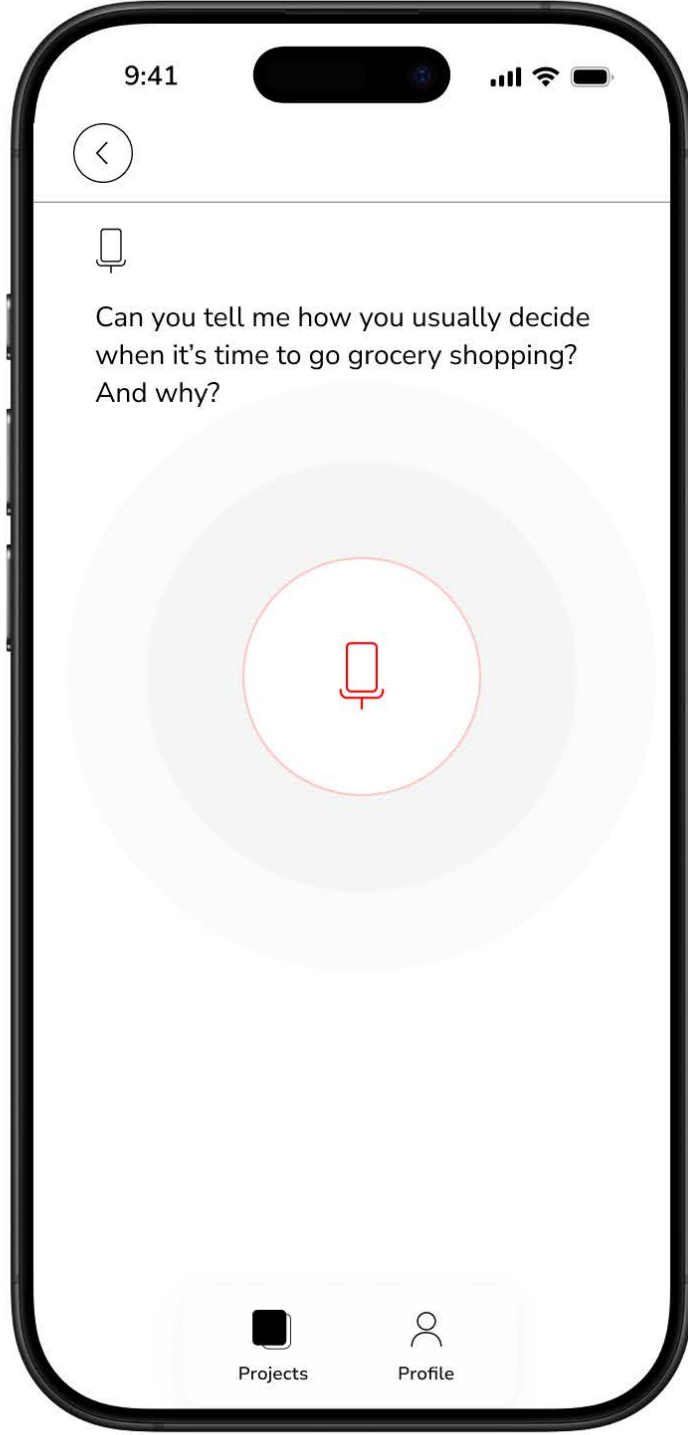 9:41
Can you tell me how you usually decide
when it’s time to go grocery shopping?
And why?
Projects
Profile